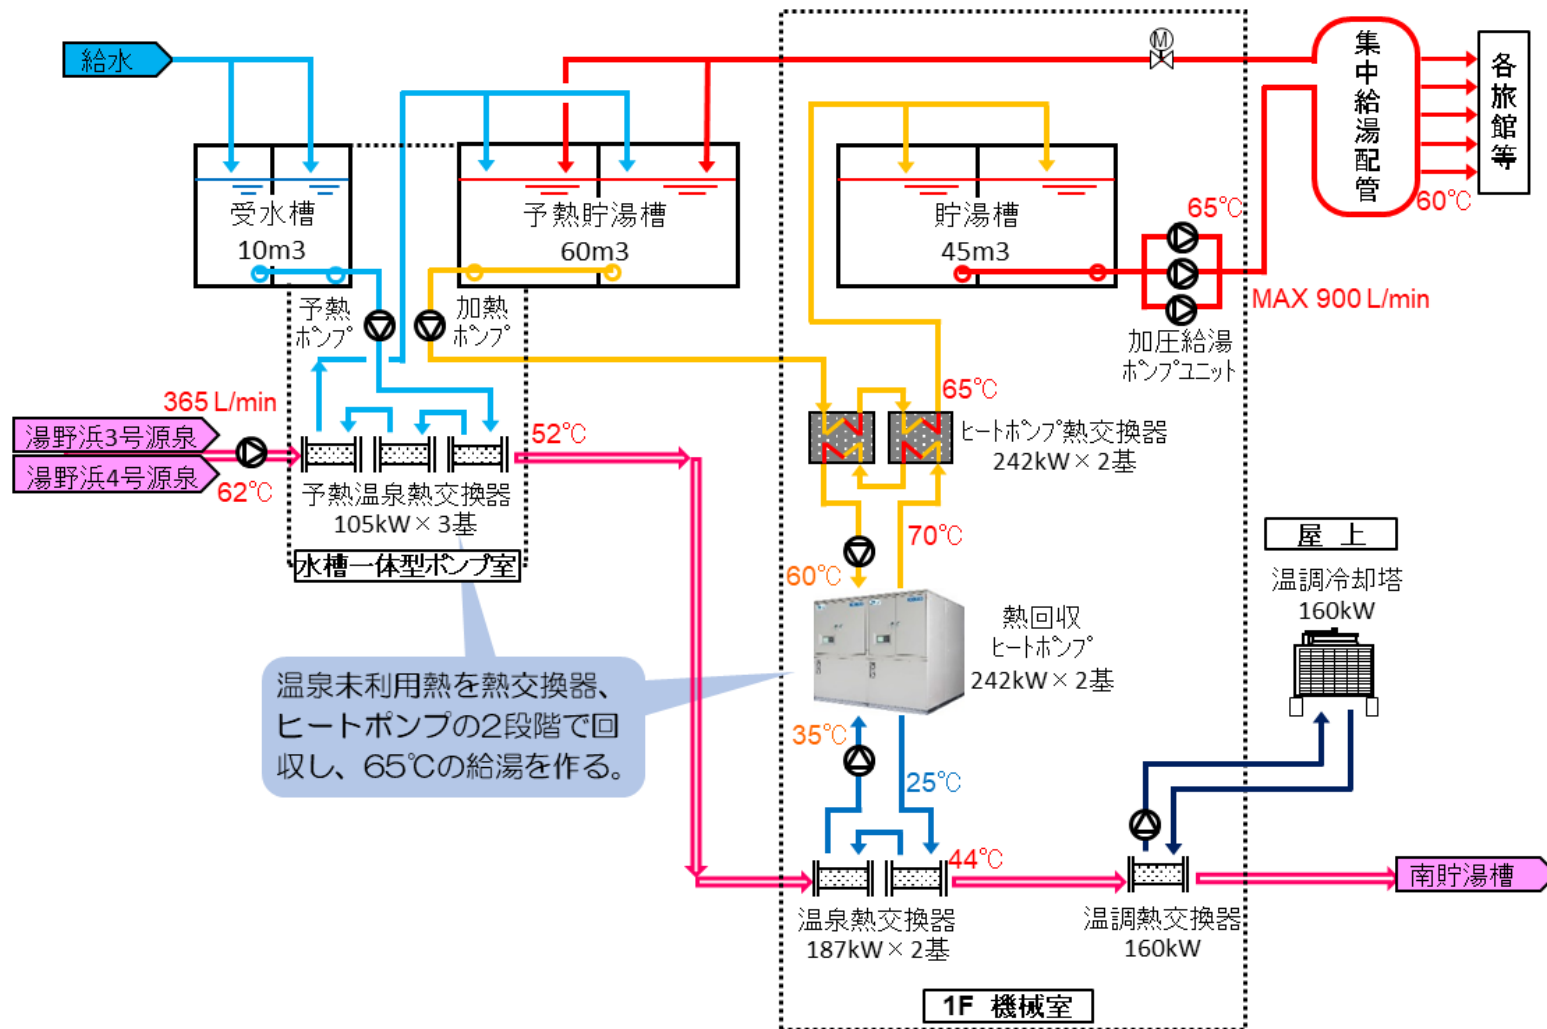 給水
受水槽
10m3
予熱貯湯槽
60m3
貯湯槽
45m3
M
集中給湯配管
各旅館等
60℃
65℃
MAX 900 L/min
加圧給湯
ポンプユニット
予熱
ポンプ
加熱
ポンプ
365 L/min
湯野浜3号源泉
湯野浜4号源泉
62℃
52℃
予熱温泉熱交換器
105kW×3基
水槽一体型ポンプ室
65℃
ヒートポンプ熱交換器
242kW×2基
70℃
60℃
熱回収
ヒートポンプ
242kW×2基
屋上
温調冷却塔
160kW
温泉未利用熱を熱交換器、
ヒートポンプの2段階で回
収し、65℃の給湯を作る。
35℃
25℃
44℃
温泉熱交換器
187kW×2基
温調熱交換器
160kW
南貯湯槽
1F 機械室